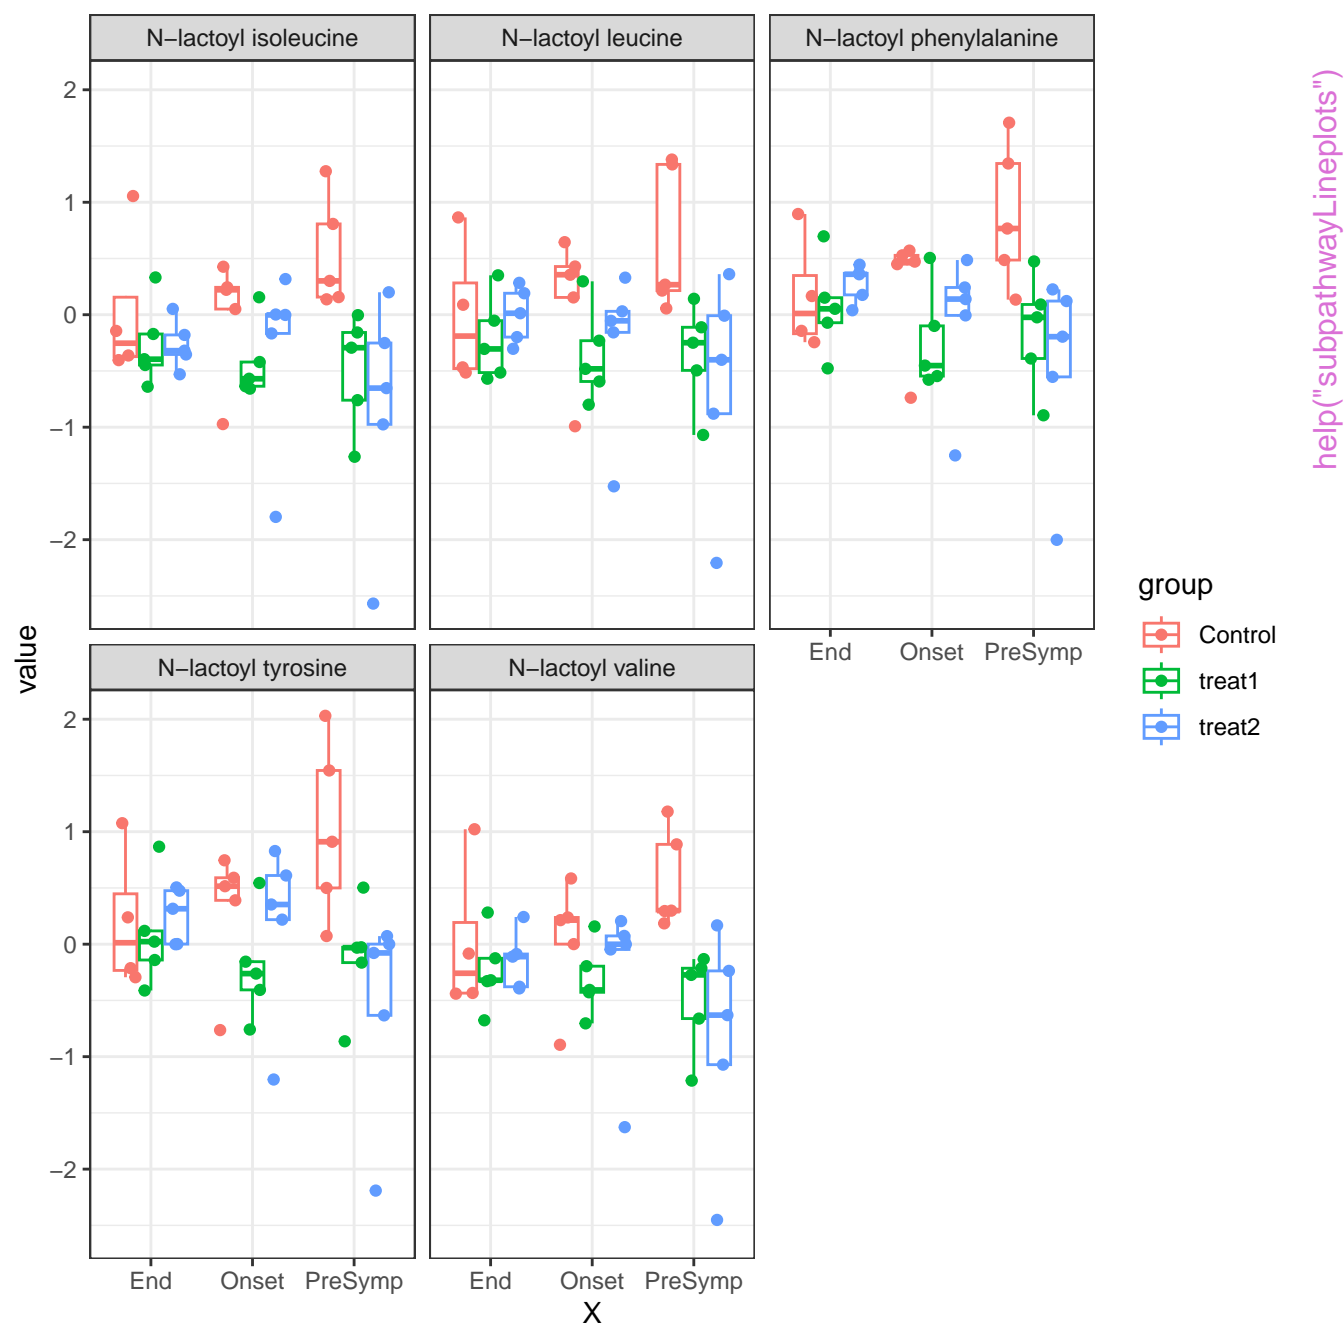 N−lactoyl isoleucine
N−lactoyl leucine
N−lactoyl phenylalanine
2
1
0
−1
−2
End
Onset
PreSymp
N−lactoyl tyrosine
N−lactoyl valine
2
1
0
−1
−2
End
Onset
PreSymp
End
Onset
PreSymp
value
X
group
Control
treat1
treat2
help("subpathwayLineplots")